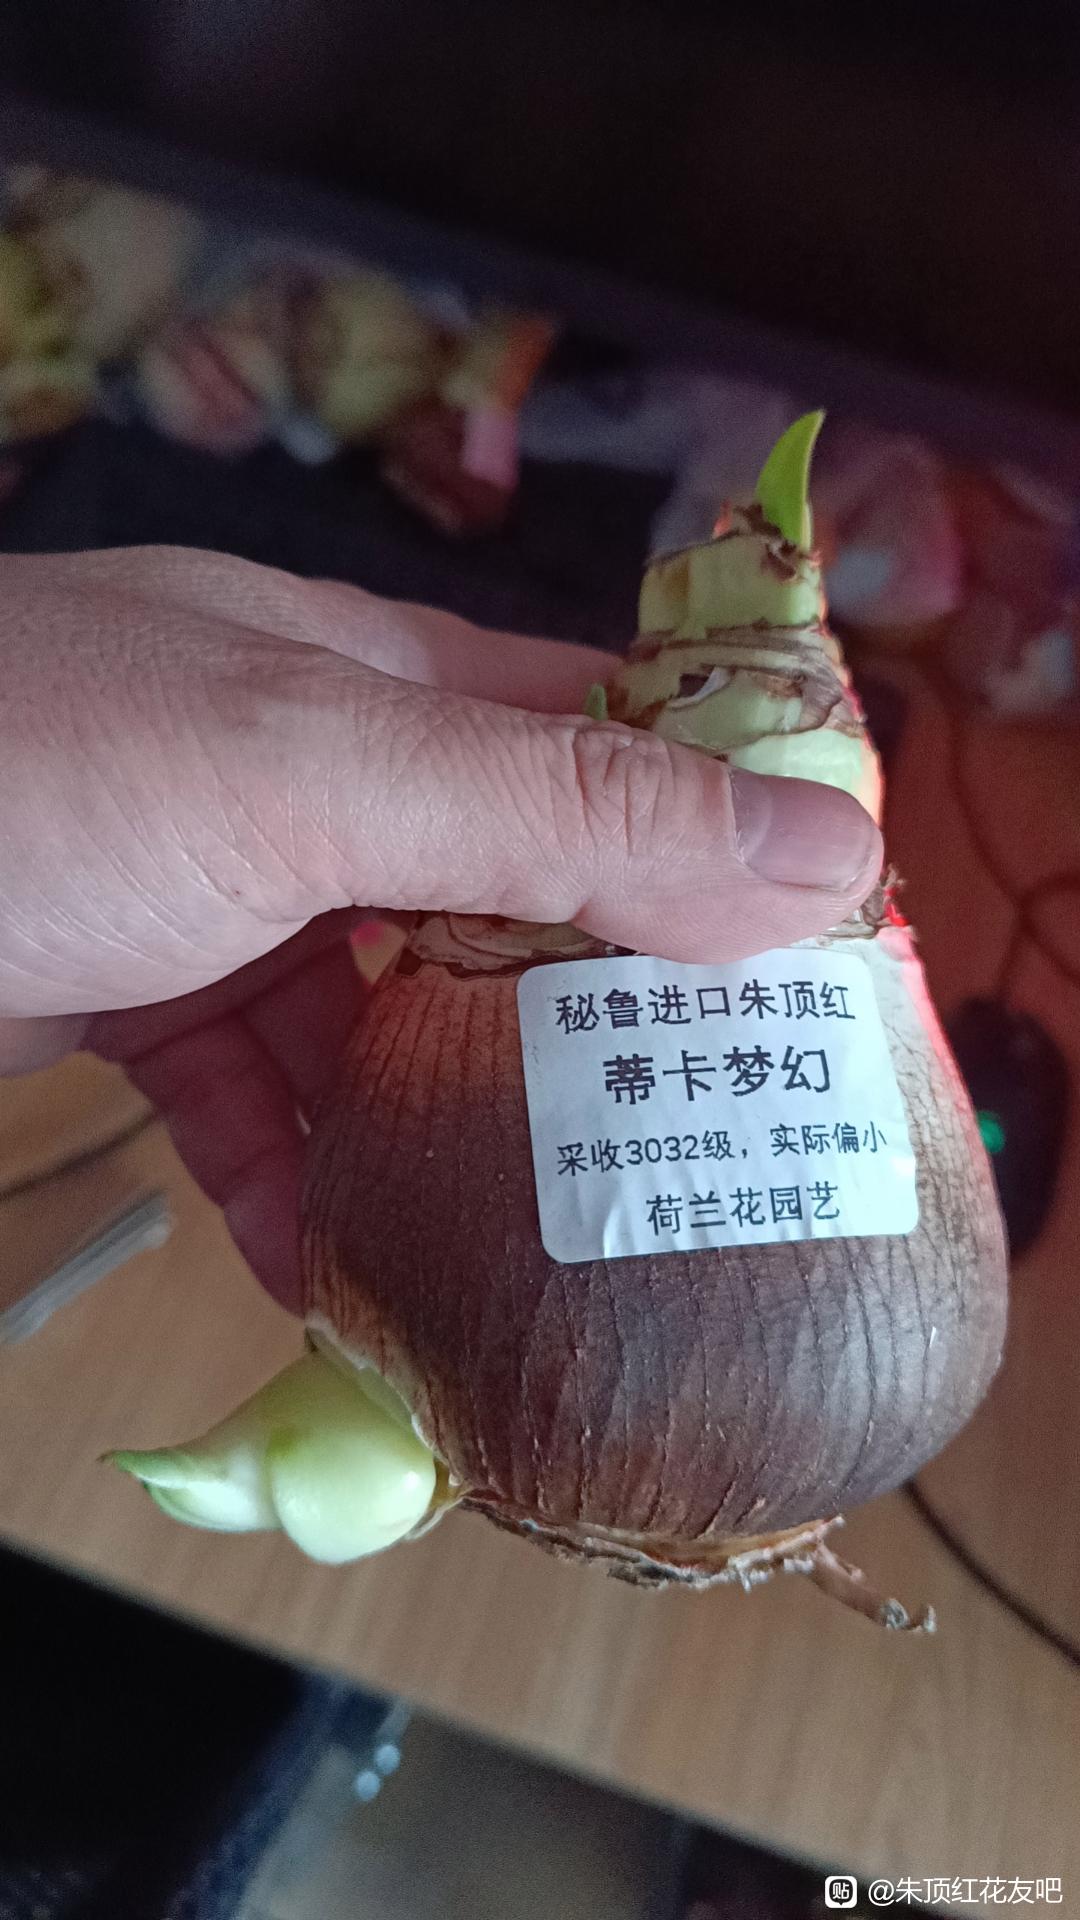 秘鲁进口朱顶红
蒂卡梦幻
采收3032级，实际偏小
荷兰花园艺
贴 @朱顶红花友吧